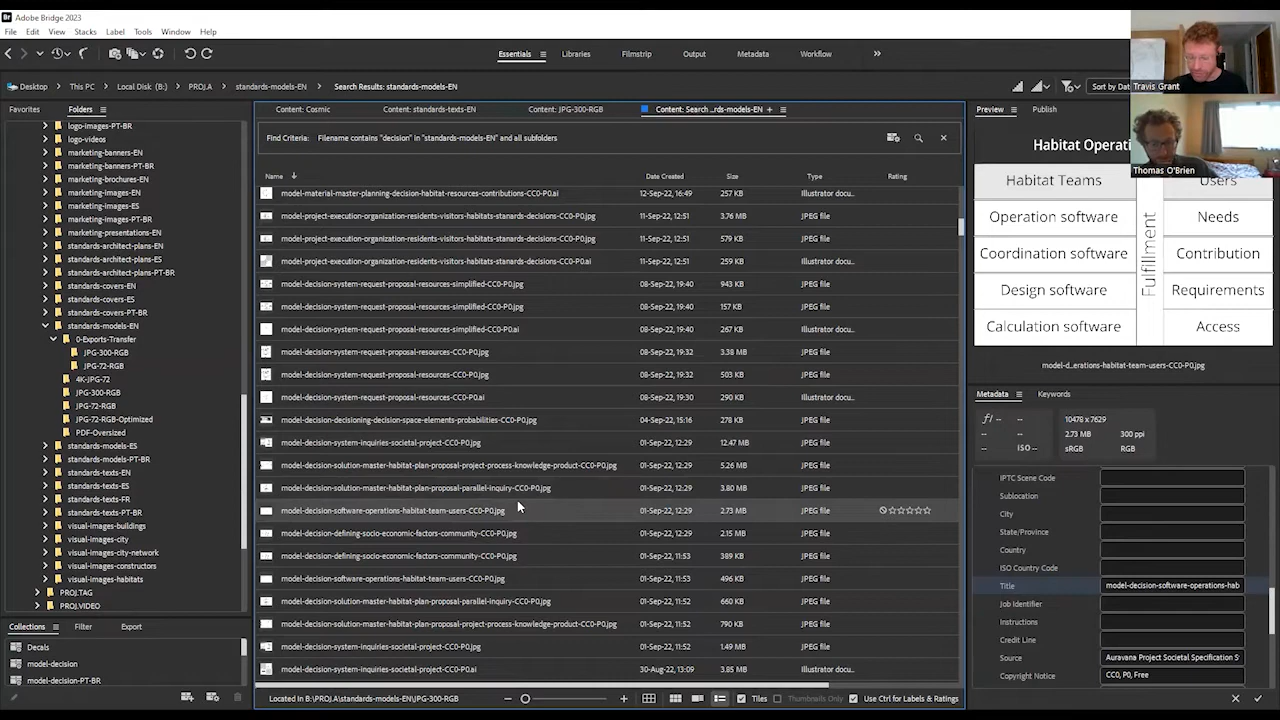 Br Adobe Bridge 2023
File Edit View Stacks Label Tools Window Help
Essentials Libraries Filmstrip Output Metadata Workflow
Desktop This PC Local Disk (B:) PROJ.A standards-models-EN Search Results: standards-models-EN
Sort by Dat
Travis Grant
Thomas O'Brien
Favorites Folders
logo-images-PT-BR
logo-videos
marketing-banners-EN
marketing-banners-PT-BR
marketing-brochures-EN
marketing-images-EN
marketing-images-ES
marketing-images-PT-BR
marketing-presentations-EN
standards-architect-plans-EN
standards-architect-plans-ES
standards-architect-plans-PT-BR
standards-covers-EN
standards-covers-ES
standards-covers-PT-BR
standards-models-EN
0-Exports-Transfer
JPG-300-RGB
JPG-72-RGB
4K-JPG-72
JPG-300-RGB
JPG-72-RGB
JPG-72-RGB-Optimized
PDF-Oversized
standards-models-ES
standards-models-PT-BR
standards-texts-EN
standards-texts-ES
standards-texts-FR
standards-texts-PT-BR
visual-images-buildings
visual-images-city
visual-images-city-network
visual-images-constructors
visual-images-habitats
PROJ.TAG
PROJ.VIDEO
Collections Filter Export
Decals
model-decision
model-decision-PT-BR
Content: Cosmic Content: standards-texts-EN Content: JPG-300-RGB Content: Search ...rds-models-EN
Find Criteria: Filename contains "decision" in "standards-models-EN" and all subfolders
Name Date Created Size Type Rating
model-material-master-planning-decision-habitat-resources-contributions-CC0-P0.ai 12-Sep-22, 16:49 257 KB Illustrator docu...
model-project-execution-organization-residents-visitors-habitats-stanards-decisions-CC0-P0.jpg 11-Sep-22, 12:51 3.76 MB JPEG file
model-project-execution-organization-residents-visitors-habitats-stanards-decisions-CC0-P0.jpg 11-Sep-22, 12:51 579 KB JPEG file
model-project-execution-organization-residents-visitors-habitats-stanards-decisions-CC0-P0.ai 11-Sep-22, 12:51 259 KB Illustrator docu...
model-decision-system-request-proposal-resources-simplified-CC0-P0.jpg 08-Sep-22, 19:40 943 KB JPEG file
model-decision-system-request-proposal-resources-simplified-CC0-P0.jpg 08-Sep-22, 19:40 157 KB JPEG file
model-decision-system-request-proposal-resources-simplified-CC0-P0.ai 08-Sep-22, 19:40 267 KB Illustrator docu...
model-decision-system-request-proposal-resources-CC0-P0.jpg 08-Sep-22, 19:32 3.38 MB JPEG file
model-decision-system-request-proposal-resources-CC0-P0.jpg 08-Sep-22, 19:32 503 KB JPEG file
model-decision-system-request-proposal-resources-CC0-P0.ai 08-Sep-22, 19:30 290 KB Illustrator docu...
model-decision-decisioning-decision-space-elements-probabilities-CC0-P0.jpg 04-Sep-22, 15:16 278 KB JPEG file
model-decision-system-inquiries-societal-project-CC0-P0.jpg 01-Sep-22, 12:29 12.47 MB JPEG file
model-decision-solution-master-habitat-plan-proposal-project-process-knowledge-product-CC0-P0.jpg 01-Sep-22, 12:29 5.26 MB JPEG file
model-decision-solution-master-habitat-plan-proposal-parallel-inquiry-CC0-P0.jpg 01-Sep-22, 12:29 3.80 MB JPEG file
model-decision-software-operations-habitat-team-users-CC0-P0.jpg 01-Sep-22, 12:29 2.73 MB JPEG file
model-decision-defining-socio-economic-factors-community-CC0-P0.jpg 01-Sep-22, 12:29 2.15 MB JPEG file
model-decision-defining-socio-economic-factors-community-CC0-P0.jpg 01-Sep-22, 11:53 389 KB JPEG file
model-decision-software-operations-habitat-team-users-CC0-P0.jpg 01-Sep-22, 11:53 496 KB JPEG file
model-decision-solution-master-habitat-plan-proposal-parallel-inquiry-CC0-P0.jpg 01-Sep-22, 11:52 660 KB JPEG file
model-decision-solution-master-habitat-plan-proposal-project-process-knowledge-product-CC0-P0.jpg 01-Sep-22, 11:52 790 KB JPEG file
model-decision-system-inquiries-societal-project-CC0-P0.jpg 01-Sep-22, 11:52 1.49 MB JPEG file
model-decision-system-inquiries-societal-project-CC0-P0.ai 30-Aug-22, 13:09 3.85 MB Illustrator docu...
Located in B:\PROJ.A\standards-models-EN\JPG-300-RGB Tiles Thumbnails Only Use Ctrl for Labels & Ratings
Preview Publish
Habitat Operati
Habitat Teams Users
Operation software Needs
Coordination software Contribution
Design software Requirements
Calculation software Access
Fulfillment
model-d...erations-habitat-team-users-CC0-P0.jpg
Metadata Keywords
f/ -- -- 10478 x 7629
-- -- 2.73 MB 300 ppi
-- ISO -- sRGB RGB
IPTC Scene Code
Sublocation
City
State/Province
Country
ISO Country Code
Title model-decision-software-operations-hab
Job Identifier
Instructions
Credit Line
Source Auravana Project Societal Specification S
Copyright Notice CC0, P0, Free